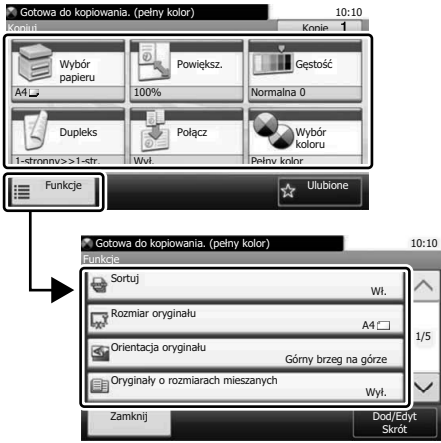 Gotowa do kopiowania. (pełny kolor) 10:10
Kopiuj Kopie 1
Wybór papieru
A4
Powiększ.
100%
Gęstość
Normalna 0
Dupleks
1-stronny>>1-str.
Połącz
Wył.
Wybór koloru
Pełny kolor
Funkcje
Ulubione
Gotowa do kopiowania. (pełny kolor) 10:10
Funkcje
Sortuj
Wł.
Rozmiar oryginału
A4
1/5
Orientacja oryginału
Górny brzeg na górze
Oryginały o rozmiarach mieszanych
Wył.
Zamknij
Dod/Edyt
Skrót